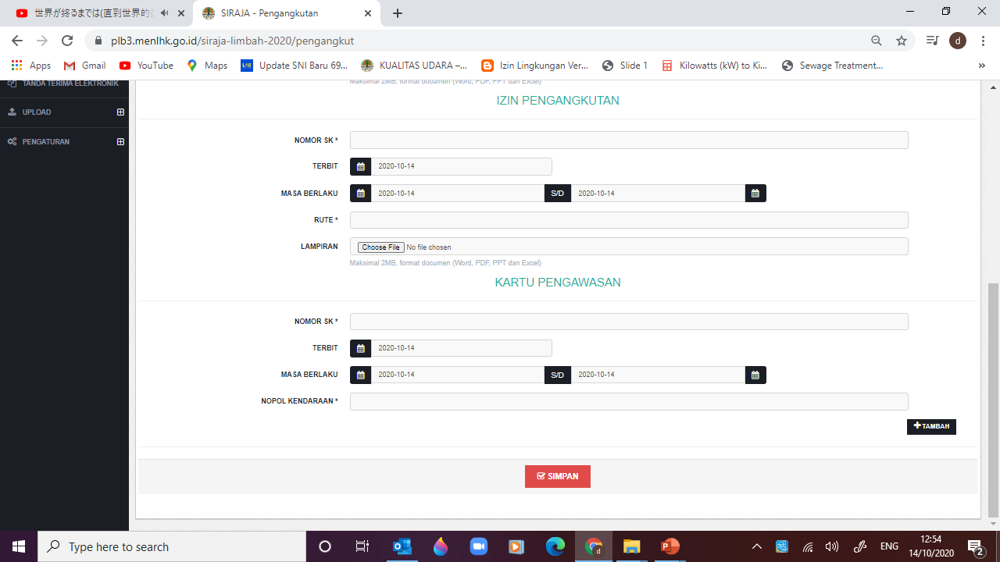 世界が终るまでは(直到世界的
SIRAJA - Pengangkutan
plb3.menlhk.go.id/siraja-limbah-2020/pengangkut
d
Apps
Gmail
YouTube
Maps
Update SNI Baru 69...
KUALITAS UDARA –...
Izin Lingkungan Ver...
Slide 1
Kilowatts (kW) to Ki...
Sewage Treatment...
»
TANDA TERIMA ELEKTRONIK
UPLOAD
PENGATURAN
Maksimal 2MB, format documen (Word, PDF, PPT dan Excel)
IZIN PENGANGKUTAN
NOMOR SK *
TERBIT 2020-10-14
MASA BERLAKU 2020-10-14 S/D 2020-10-14
RUTE *
LAMPIRAN Choose File No file chosen
Maksimal 2MB, format documen (Word, PDF, PPT dan Excel)
KARTU PENGAWASAN
NOMOR SK *
TERBIT 2020-10-14
MASA BERLAKU 2020-10-14 S/D 2020-10-14
NOPOL KENDARAAN *
TAMBAH
SIMPAN
Type here to search
ENG
12:54
14/10/2020
2